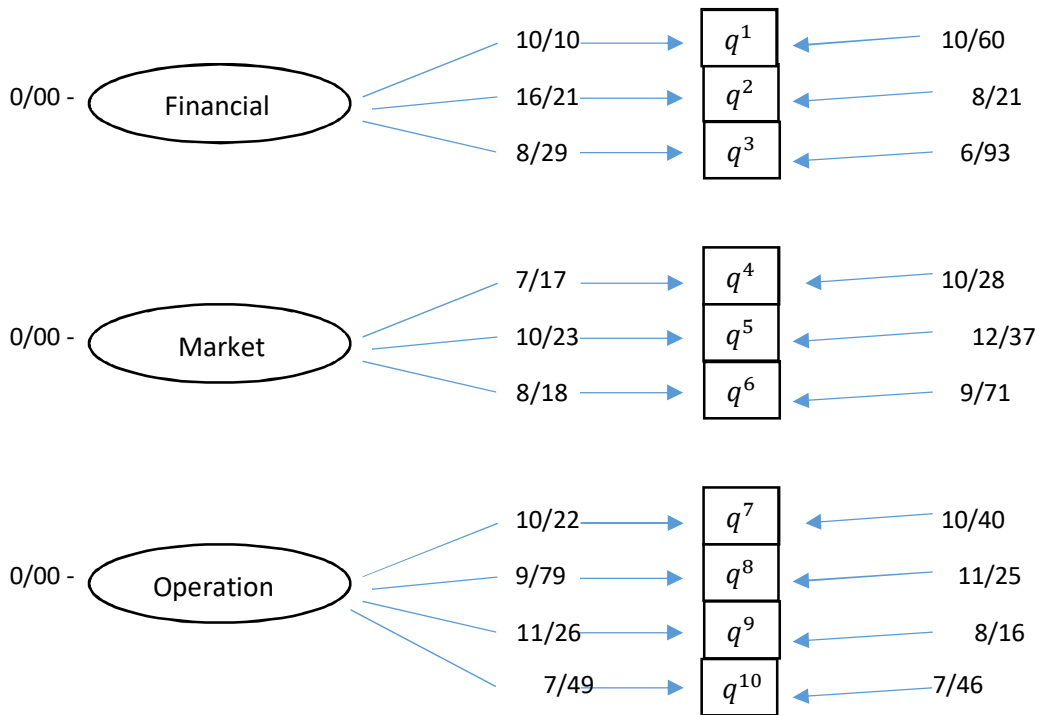 10/10 q¹ 10/60
0/00 - Financial 16/21 q² 8/21
8/29 q³ 6/93
7/17 q⁴ 10/28
0/00 - Market 10/23 q⁵ 12/37
8/18 q⁶ 9/71
10/22 q⁷ 10/40
0/00 - Operation 9/79 q⁸ 11/25
11/26 q⁹ 8/16
7/49 q¹⁰ 7/46